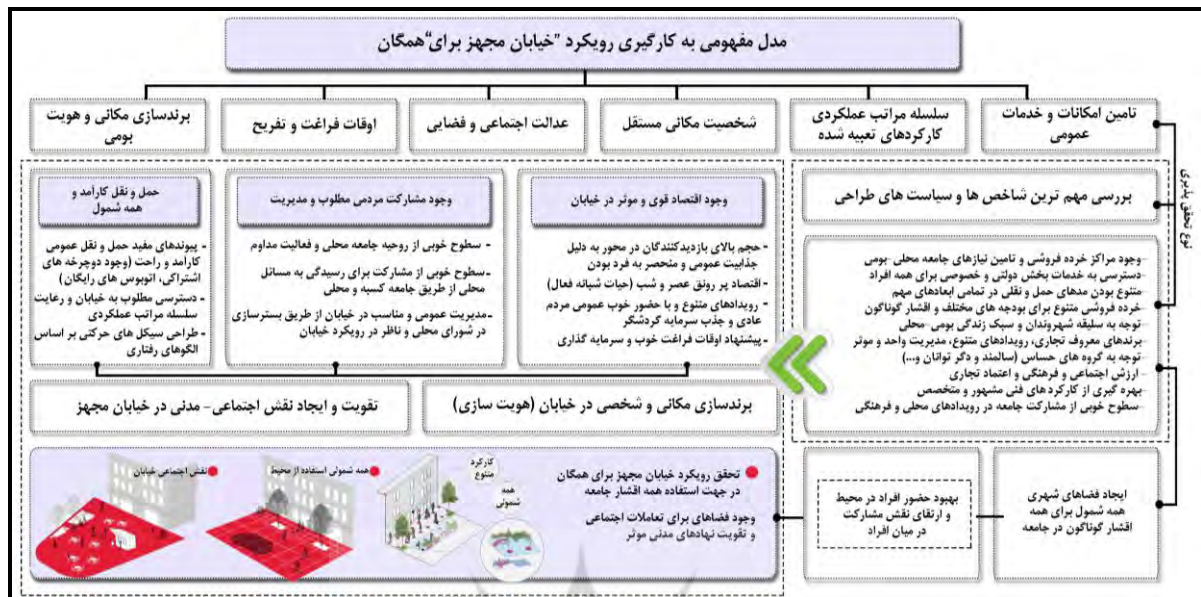 مدل مفهومی به کارگیری رویکرد "خیابان مجهز برای"همگان
تامین امکانات و خدمات
عمومی
سلسله مراتب عملکردی
کارکردهای تعبیه شده
شخصیت مکانی مستقل
عدالت اجتماعی و فضایی
اوقات فراغت و تفریح
برندسازی مکانی و هویت
بومی
نوع تحقق پذیری
بررسی مهم ترین شاخص ها و سیاست های طراحی
وجود مراکز خرده فروشی و تامین نیازهای جامعه محلی-بومی
دسترسی به خدمات بخش دولتی و خصوصی برای همه افراد
متنوع بودن مدهای حمل و نقلی در تمامی ابعادهای مهم
خرده فروشی متنوع برای بودجه های مختلف و اقشار گوناگون
توجه به سلیقه شهروندان و سبک زندگی بومی-محلی
برندهای معروف تجاری، رویدادهای متنوع، مدیریت واحد و موثر
توجه به گروه های حساس (سالمند و دگر توانان و...)
ارزش اجتماعی و فرهنگی و اعتماد تجاری
بهره گیری از کارکردهای فنی مشهور و متخصص
سطوح خوبی از مشارکت جامعه در رویدادهای محلی و فرهنگی
وجود اقتصاد قوی و موثر در خیابان
-حجم بالای بازدیدکنندگان در محور به دلیل
جذابیت عمومی و منحصر به فرد بودن
-اقتصاد پر رونق عصر و شب (حیات شبانه فعال)
-رویدادهای متنوع و با حضور خوب عمومی مردم
عادی و جذب سرمایه گردشگر
-پیشنهاد اوقات فراغت خوب و سرمایه گذاری
وجود مشارکت مردمی مطلوب و مدیریت
- سطوح خوبی از روحیه جامعه محلی و فعالیت مداوم
-سطوح خوبی از مشارکت برای رسیدگی به مسائل
محلی از طریق جامعه کسبه و محلی
-مدیریت عمومی و مناسب در خیابان از طریق بسترسازی
در شورای محلی و ناظر در رویکرد خیابان
حمل و نقل کارآمد و
همه شمول
- پیوندهای مفید حمل و نقل عمومی
کارآمد و راحت (وجود دوچرخه های
اشتراکی، اتوبوس های رایگان)
-دسترسی مطلوب به خیابان و رعایت
سلسله مراتب عملکردی
-طراحی سیکل های حرکتی بر اساس
الگوهای رفتاری
برندسازی مکانی و شخصی در خیابان (هویت سازی)
تقویت و ایجاد نقش اجتماعی- مدنی در خیابان مجهز
ایجاد فضاهای شهری
همه شمول برای همه
اقشار گوناگون در جامعه
بهبود حضور افراد در محیط
و ارتقای نقش مشارکت
در میان افراد
تحقق رویکرد خیابان مجهز برای همگان
در جهت استفاده همه اقشار جامعه
وجود فضاهای برای تعاملات اجتماعی
و تقویت نهادهای مدنی موثر
کارکرد
متنوع
همه
شمولی
همه شمولی استفاده از محیط
نقش اجتماعی خیابان